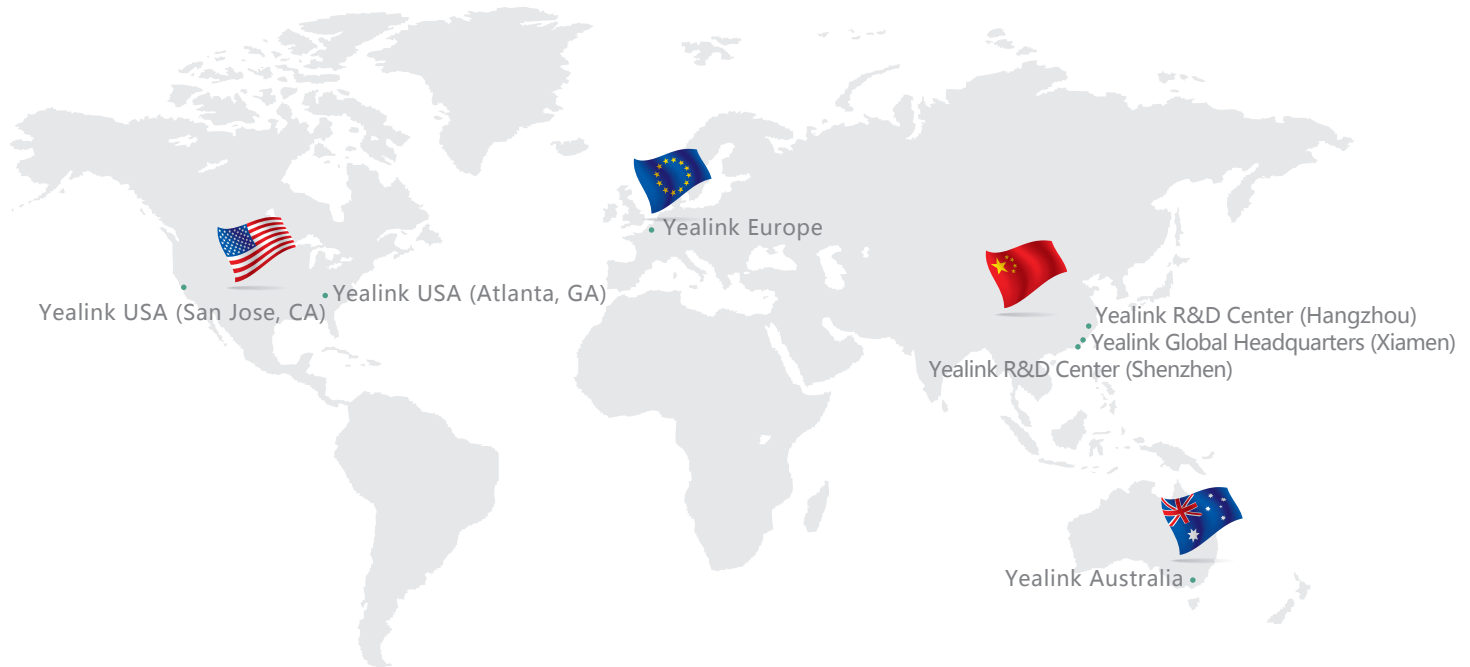 Yealink Europe
Yealink USA (Atlanta, GA)
Yealink USA (San Jose, CA)
Yealink R&D Center (Hangzhou)
Yealink Global Headquarters (Xiamen)
Yealink R&D Center (Shenzhen)
Yealink Australia